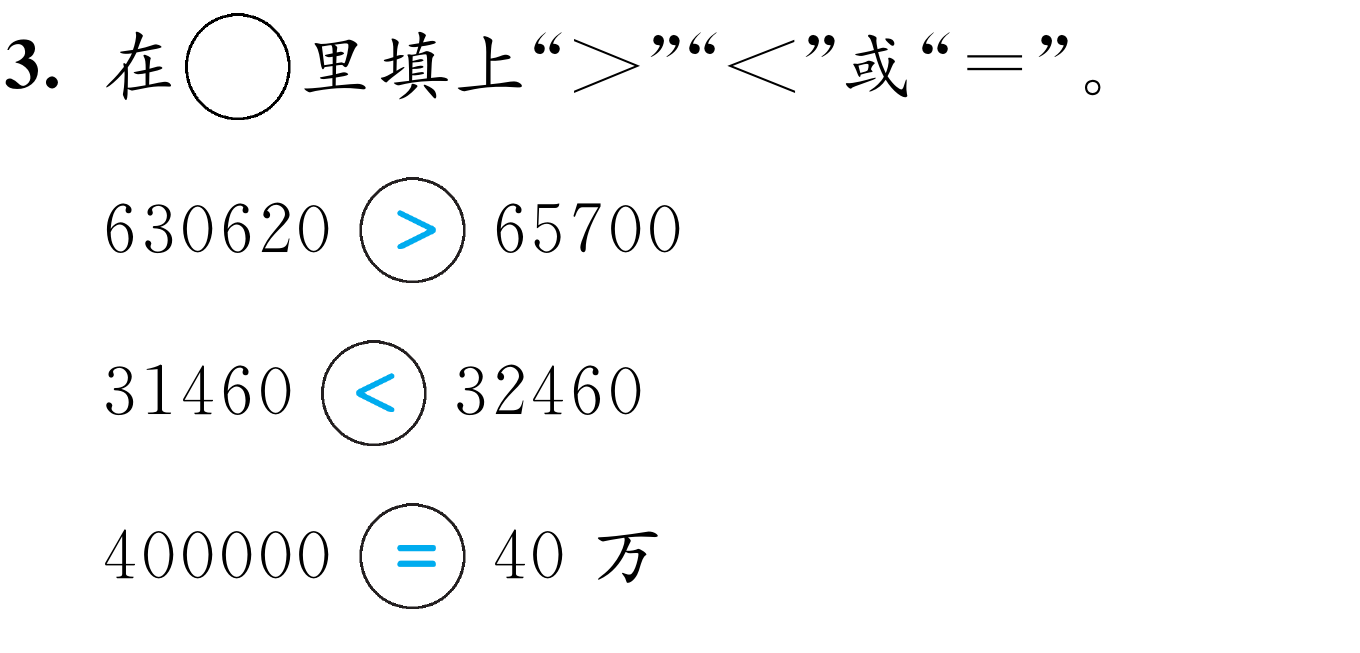 3. 在○里填上“>”“<”或“=”。
630620 > 65700
31460 < 32460
400000 = 40 万